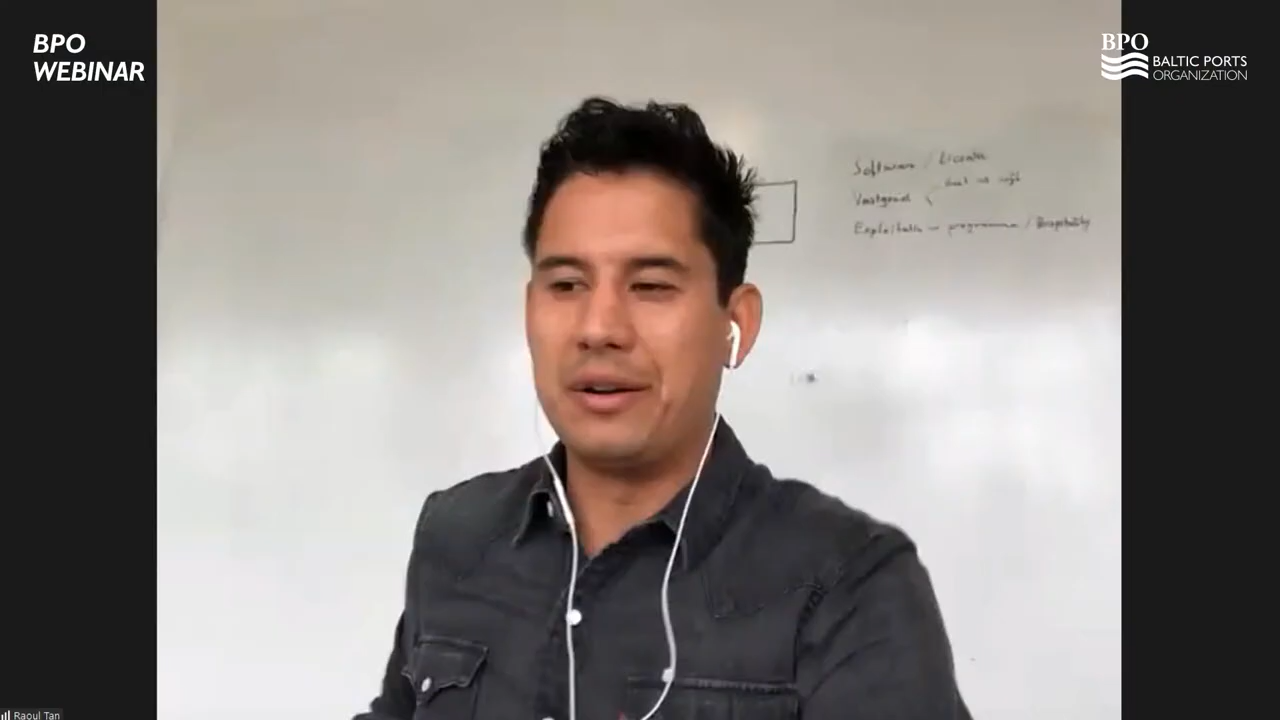 BPO
WEBINAR
BPO
BALTIC PORTS
ORGANIZATION
Software / Licentie
Vastgoed
Exploitatie programma / Hospitality
Raoul Tan